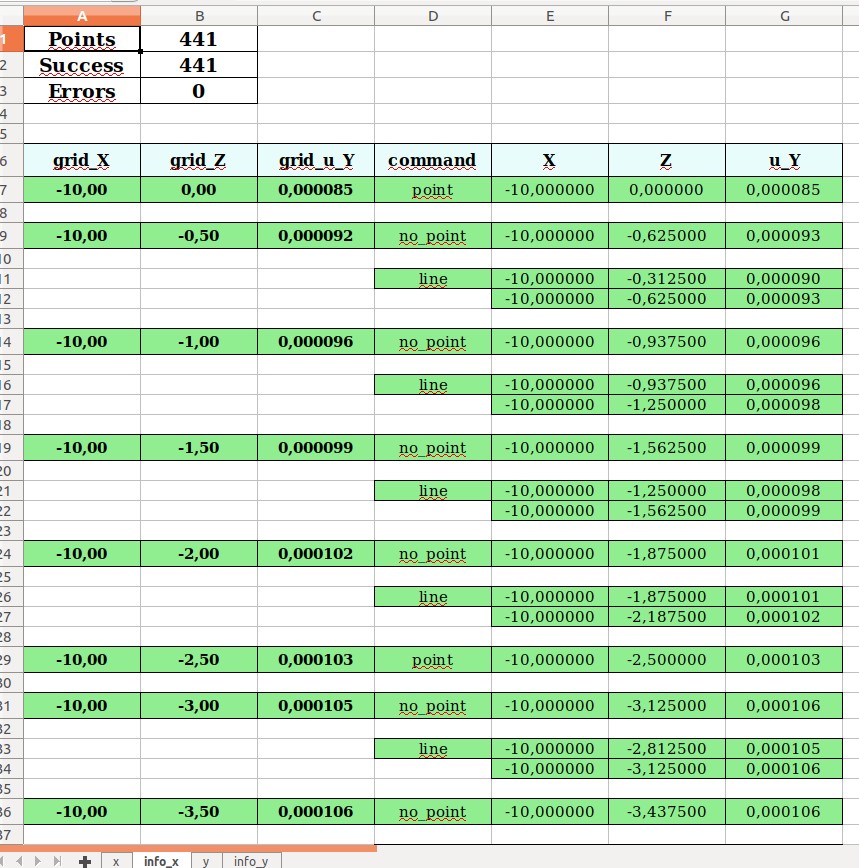 A B C D E F G
1 Points 441
2 Success 441
3 Errors 0
4
5
6 grid_X grid_Z grid_u_Y command X Z u_Y
7 -10,00 0,00 0,000085 point -10,000000 0,000000 0,000085
8
9 -10,00 -0,50 0,000092 no_point -10,000000 -0,625000 0,000093
10
11 line -10,000000 -0,312500 0,000090
12 -10,000000 -0,625000 0,000093
13
14 -10,00 -1,00 0,000096 no_point -10,000000 -0,937500 0,000096
15
16 line -10,000000 -0,937500 0,000096
17 -10,000000 -1,250000 0,000098
18
19 -10,00 -1,50 0,000099 no_point -10,000000 -1,562500 0,000099
20
21 line -10,000000 -1,250000 0,000098
22 -10,000000 -1,562500 0,000099
23
24 -10,00 -2,00 0,000102 no_point -10,000000 -1,875000 0,000101
25
26 line -10,000000 -1,875000 0,000101
27 -10,000000 -2,187500 0,000102
28
29 -10,00 -2,50 0,000103 point -10,000000 -2,500000 0,000103
30
31 -10,00 -3,00 0,000105 no_point -10,000000 -3,125000 0,000106
32
33 line -10,000000 -2,812500 0,000105
34 -10,000000 -3,125000 0,000106
35
36 -10,00 -3,50 0,000106 no_point -10,000000 -3,437500 0,000106
37
x info_x y info_y